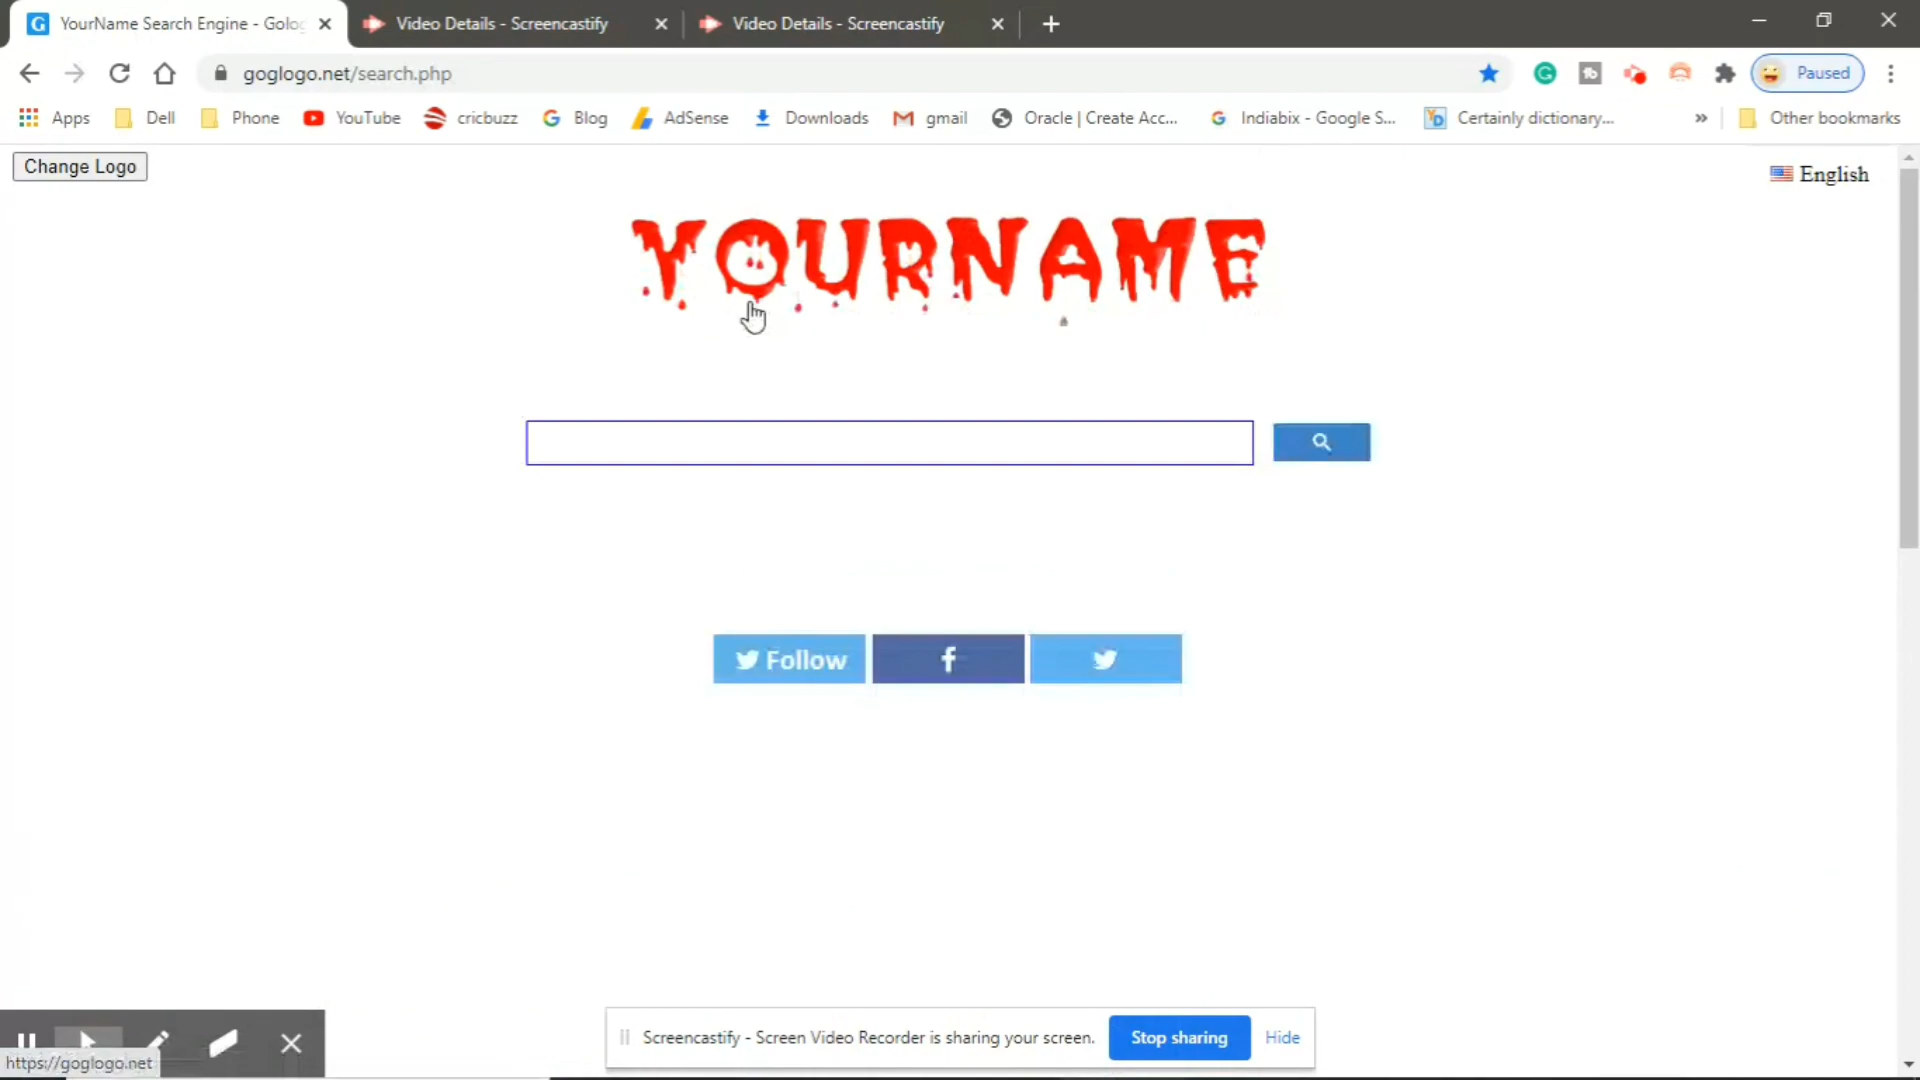 YourName Search Engine - Golog
Video Details - Screencastify
Video Details - Screencastify
goglogo.net/search.php
Paused
Apps
Dell
Phone
YouTube
cricbuzz
Blog
AdSense
Downloads
gmail
Oracle | Create Acc...
Indiabix - Google S...
Certainly dictionary...
»
Other bookmarks
Change Logo
English
YOURNAME
Follow
Screencastify - Screen Video Recorder is sharing your screen.
Stop sharing
Hide
https://goglogo.net